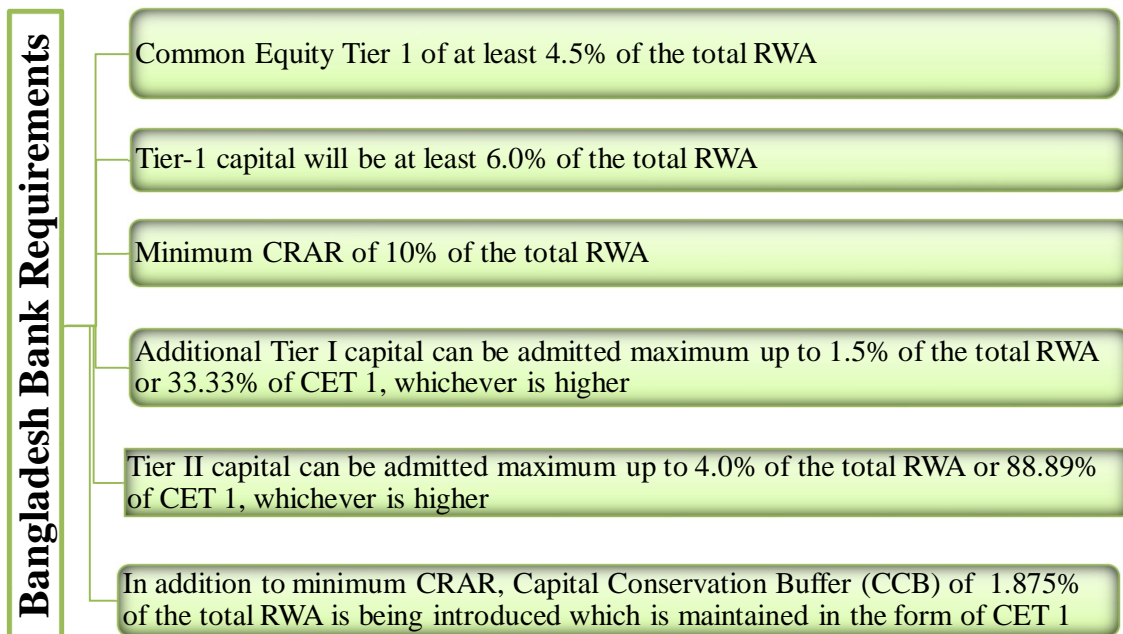 Bangladesh Bank Requirements
Common Equity Tier 1 of at least 4.5% of the total RWA
Tier-1 capital will be at least 6.0% of the total RWA
Minimum CRAR of 10% of the total RWA
Additional Tier I capital can be admitted maximum up to 1.5% of the total RWA
or 33.33% of CET 1, whichever is higher
Tier II capital can be admitted maximum up to 4.0% of the total RWA or 88.89%
of CET 1, whichever is higher
In addition to minimum CRAR, Capital Conservation Buffer (CCB) of 1.875%
of the total RWA is being introduced which is maintained in the form of CET 1